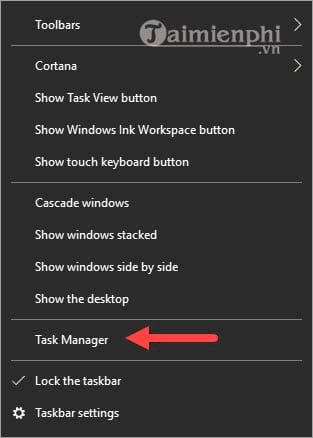 Toolbars
Taimienphi
.vn
Cortana
Show Task View button
Show Windows Ink Workspace button
Show touch keyboard button
Cascade windows
Show windows stacked
Show windows side by side
Show the desktop
Task Manager
Lock the taskbar
Taskbar settings